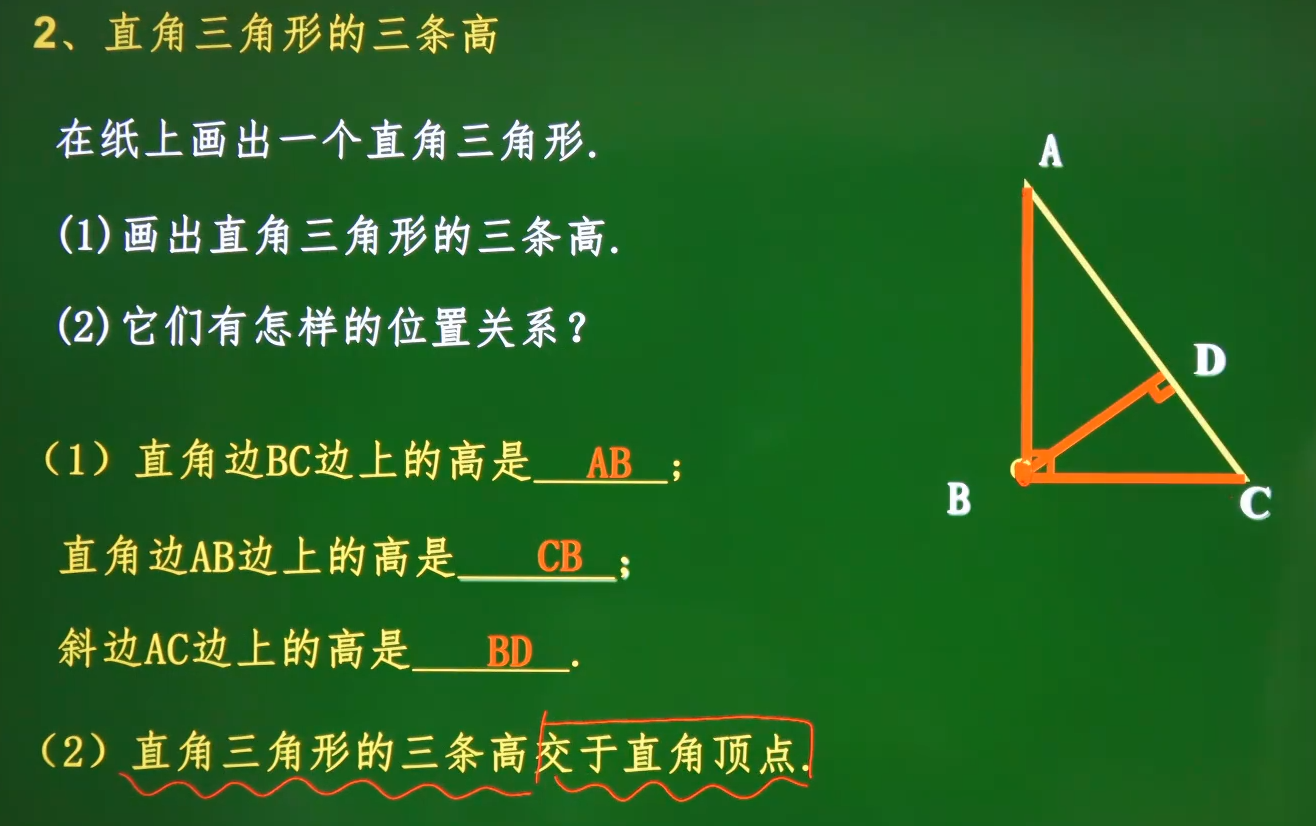 2、直角三角形的三条高
在纸上画出一个直角三角形.
(1)画出直角三角形的三条高.
(2)它们有怎样的位置关系？
（1）直角边BC边上的高是 AB ；
直角边AB边上的高是 CB ；
斜边AC边上的高是 BD .
（2）直角三角形的三条高交于直角顶点.
A
D
B
C